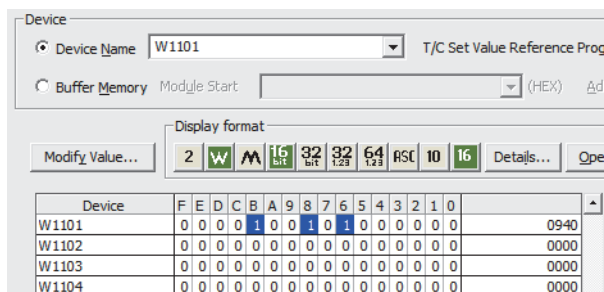 Device
Device Name W1101 T/C Set Value Reference Prog
Buffer Memory Module Start (HEX) Ad
Display format
Modify Value... 2 W M 16 bit 32 bit 32 1.23 64 1.23 ASC 10 16 Details... Ope
Device F E D C B A 9 8 7 6 5 4 3 2 1 0
W1101 0 0 0 0 1 0 0 1 0 1 0 0 0 0 0 0 0940
W1102 0 0 0 0 0 0 0 0 0 0 0 0 0 0 0 0 0000
W1103 0 0 0 0 0 0 0 0 0 0 0 0 0 0 0 0 0000
W1104 0 0 0 0 0 0 0 0 0 0 0 0 0 0 0 0 0000